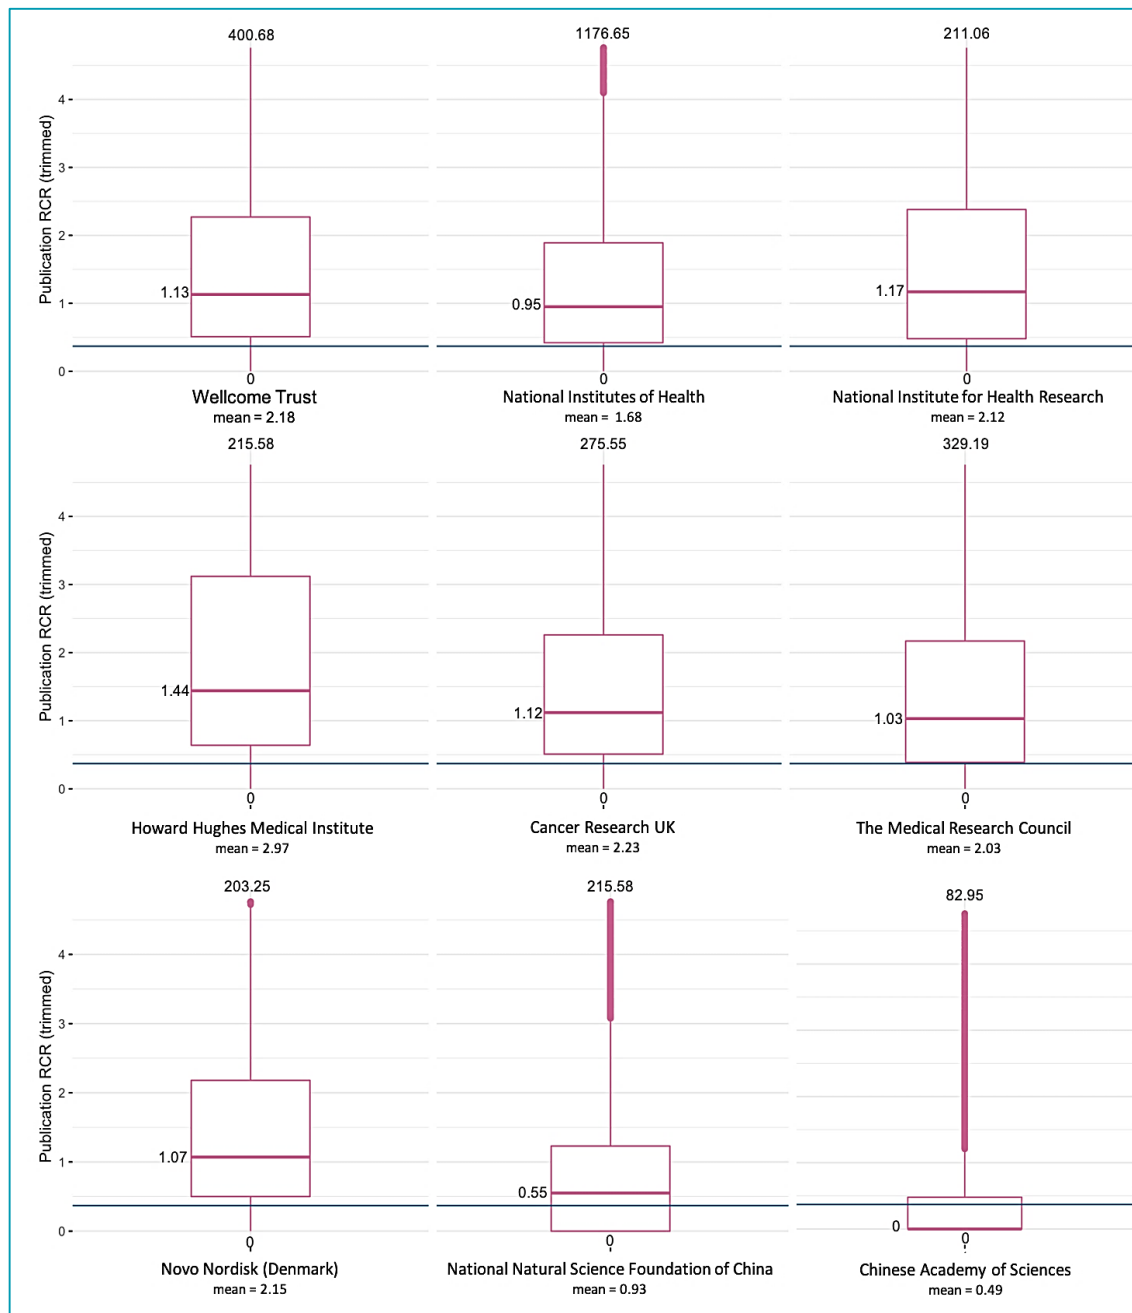 400.68
1176.65
211.06
Publication RCR (trimmed)
4
3
2
1
0
1.13
0.95
1.17
0
0
0
Wellcome Trust
mean = 2.18
National Institutes of Health
mean = 1.68
National Institute for Health Research
mean = 2.12
215.58
275.55
329.19
Publication RCR (trimmed)
4
3
2
1
0
1.44
1.12
1.03
0
0
0
Howard Hughes Medical Institute
mean = 2.97
Cancer Research UK
mean = 2.23
The Medical Research Council
mean = 2.03
203.25
215.58
82.95
Publication RCR (trimmed)
4
3
2
1
0
1.07
0.55
0
0
0
0
Novo Nordisk (Denmark)
mean = 2.15
National Natural Science Foundation of China
mean = 0.93
Chinese Academy of Sciences
mean = 0.49